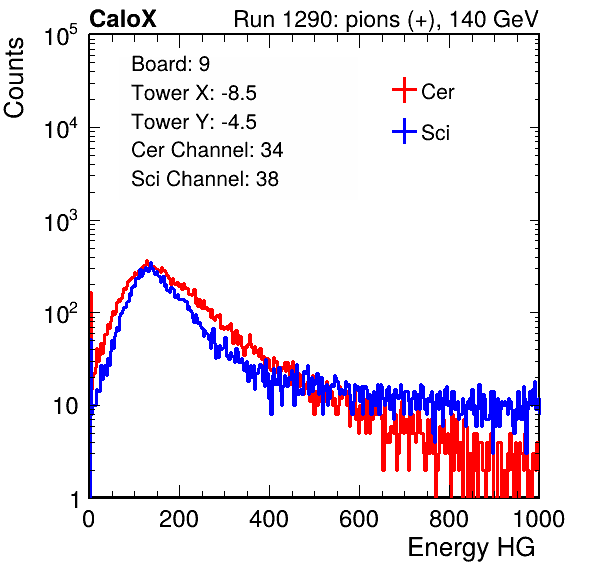 CaloX Run 1290: pions (+), 140 GeV
Counts
10^5
10^4
10^3
10^2
10
1
Board: 9
Tower X: -8.5
Tower Y: -4.5
Cer Channel: 34
Sci Channel: 38
Cer
Sci
0 200 400 600 800 1000
Energy HG